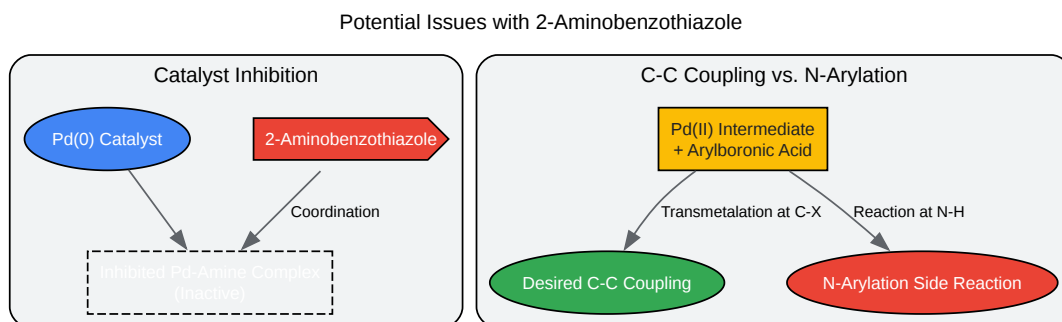 Potential Issues with 2-Aminobenzothiazole
Catalyst Inhibition
Pd(0) Catalyst
2-Aminobenzothiazole
Coordination
Inhibited Pd-Amine Complex
(Inactive)
C-C Coupling vs. N-Arylation
Pd(II) Intermediate
+ Arylboronic Acid
Transmetalation at C-X
Reaction at N-H
Desired C-C Coupling
N-Arylation Side Reaction